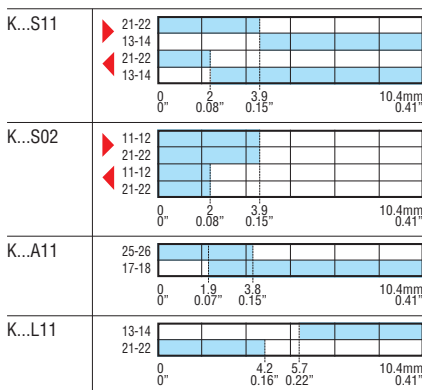 K...S11
21-22
13-14
21-22
13-14
0 2 3.9 10.4mm
0" 0.08" 0.15" 0.41"
K...S02
11-12
21-22
11-12
21-22
0 2 3.9 10.4mm
0" 0.08" 0.15" 0.41"
K...A11
25-26
17-18
0 1.9 3.8 10.4mm
0" 0.07" 0.15" 0.41"
K...L11
13-14
21-22
0 4.2 5.7 10.4mm
0" 0.16" 0.22" 0.41"